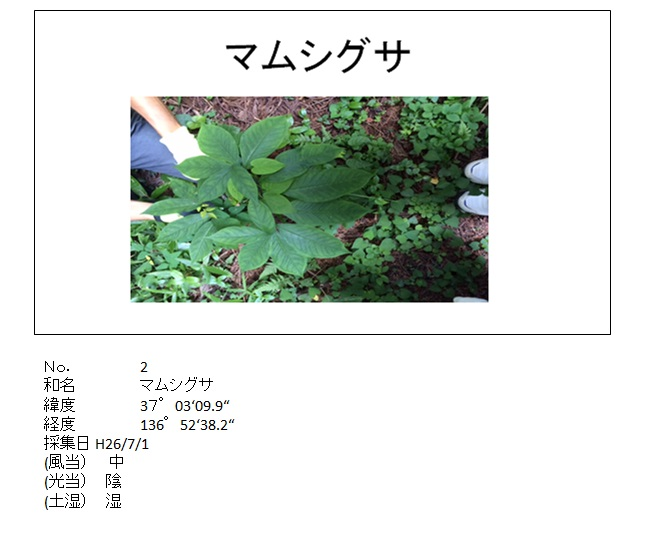 マムシグサ
No. 2
和名 マムシグサ
緯度 37° 03‘09.9“
経度 136° 52‘38.2“
採集日 H26/7/1
(風当） 中
(光当） 陰
(土湿） 湿